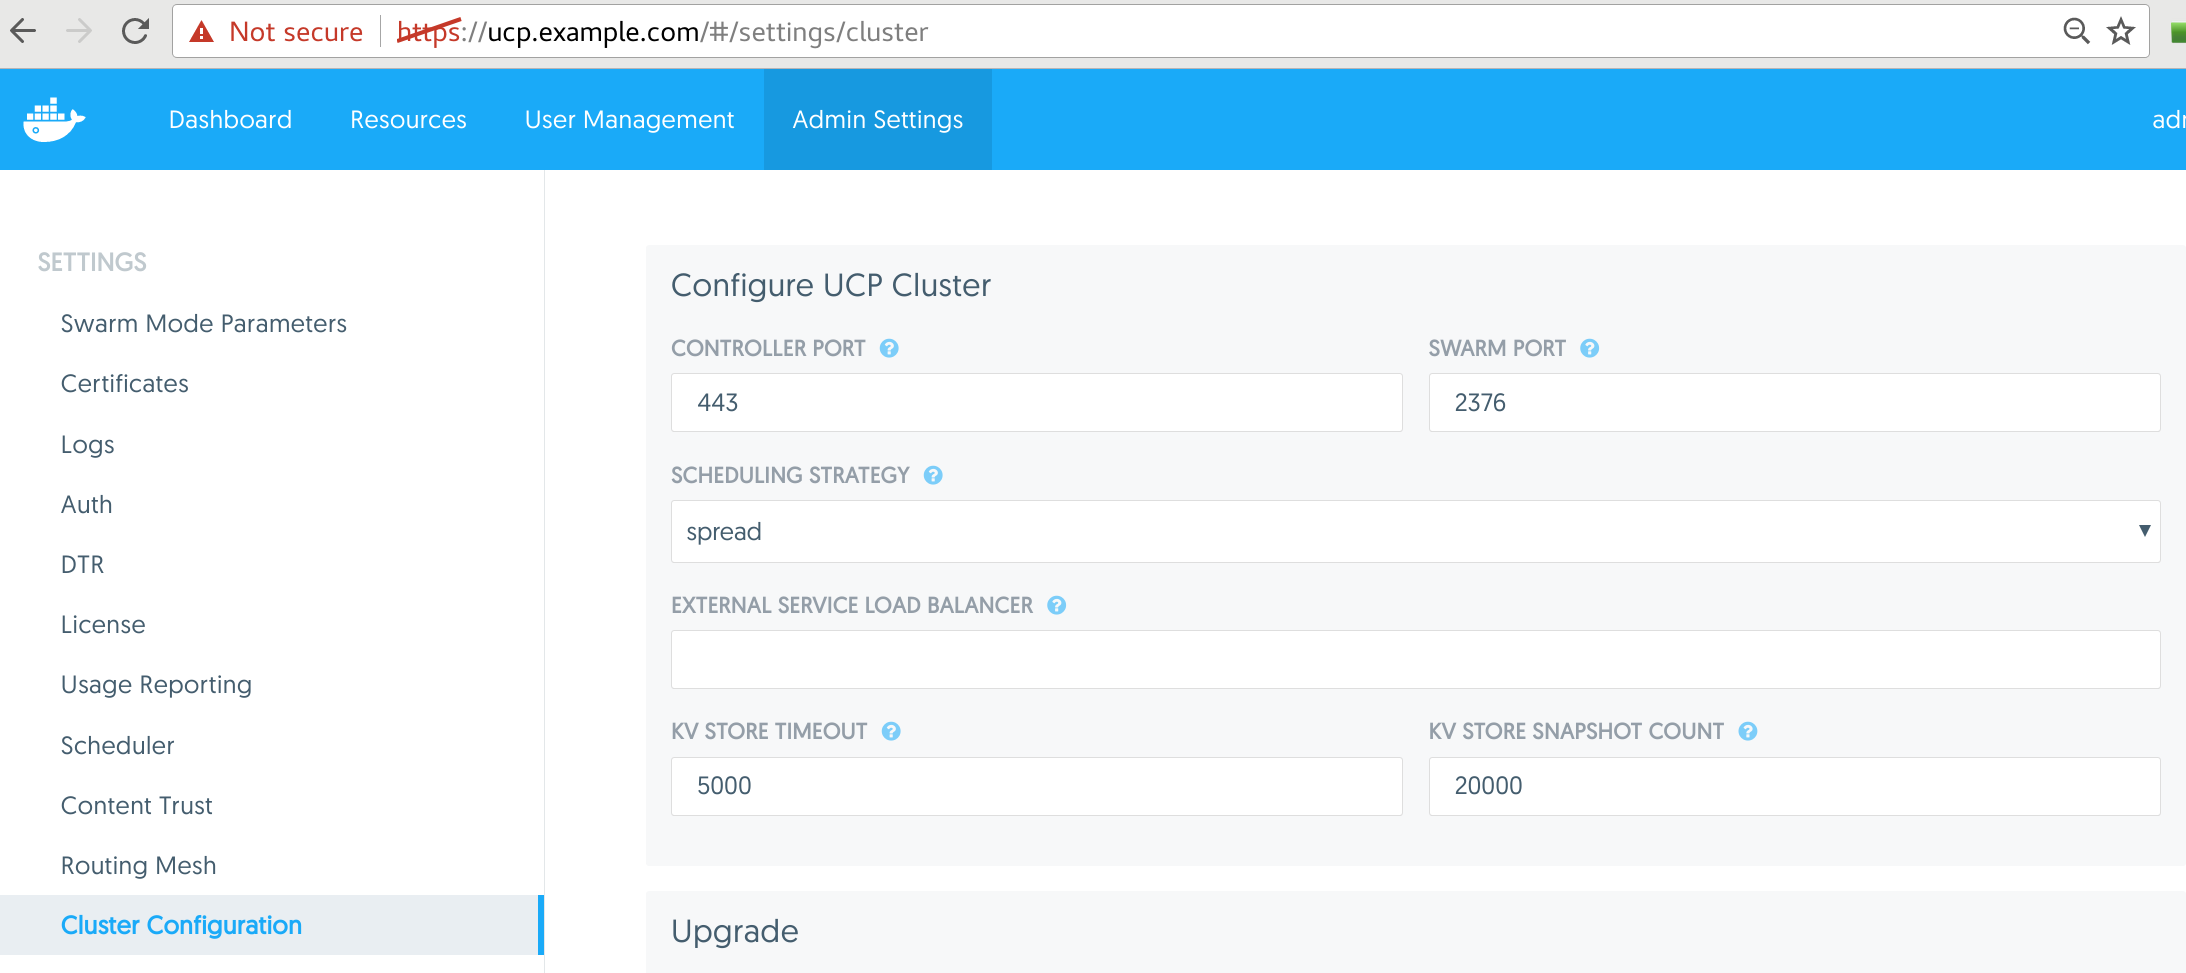 Not secure https://ucp.example.com/#/settings/cluster
Dashboard Resources User Management Admin Settings
SETTINGS
Swarm Mode Parameters
Certificates
Logs
Auth
DTR
License
Usage Reporting
Scheduler
Content Trust
Routing Mesh
Cluster Configuration
Configure UCP Cluster
CONTROLLER PORT ? SWARM PORT ?
443 2376
SCHEDULING STRATEGY ?
spread
EXTERNAL SERVICE LOAD BALANCER ?
KV STORE TIMEOUT ? KV STORE SNAPSHOT COUNT ?
5000 20000
Upgrade